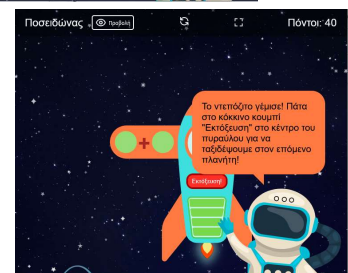 Ποσειδώνας Προβολή Πόντοι: 40
Το ντεπόζιτο γέμισε! Πάτα
στο κόκκινο κουμπί
"Εκτόξευση" στο κέντρο του
πυραύλου για να
ταξιδέψουμε στον επόμενο
πλανήτη!
+
Εκτόξευση!